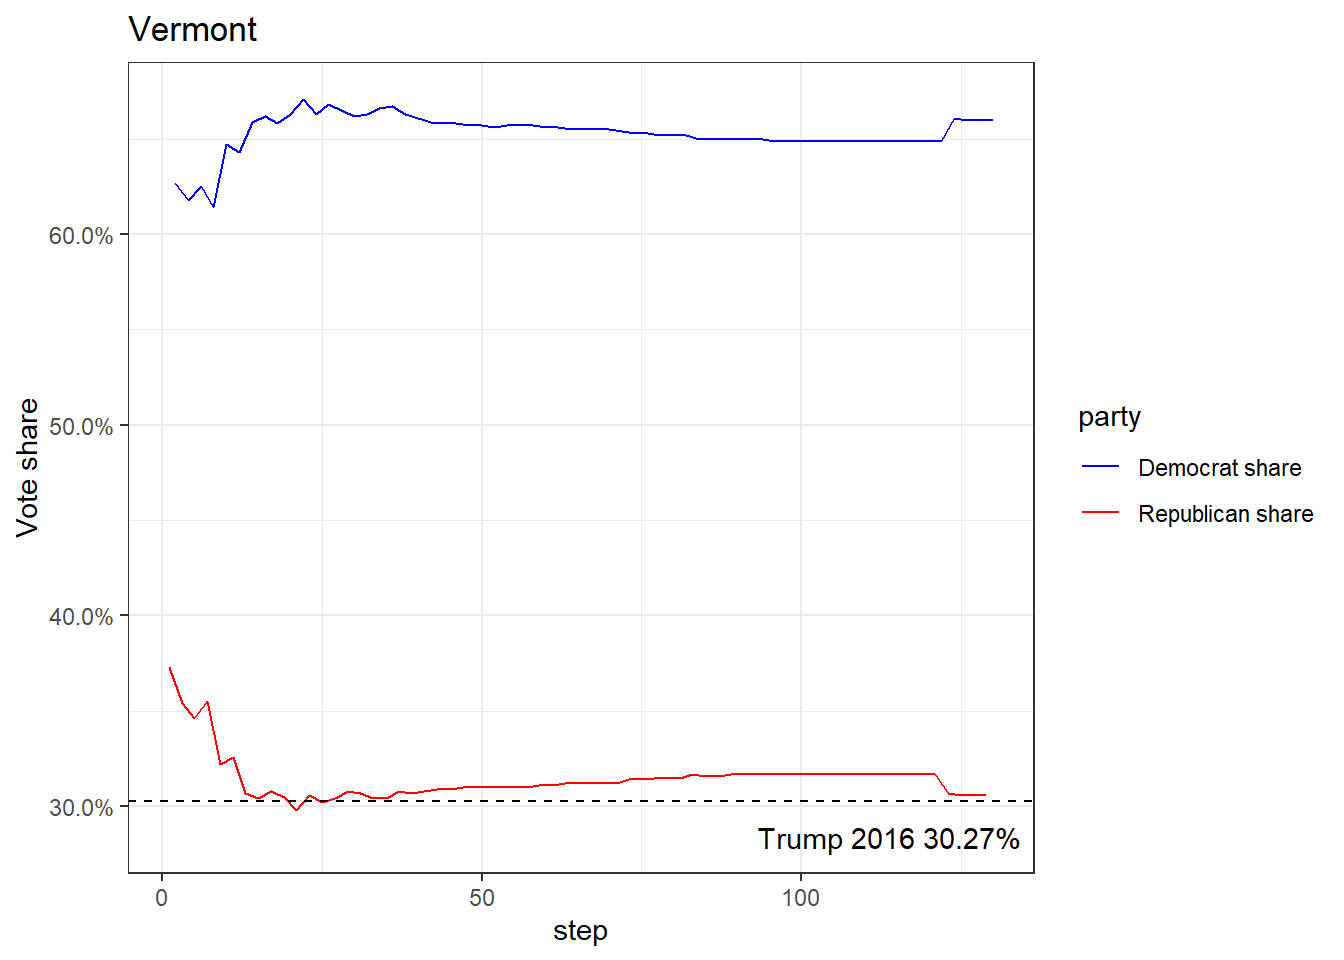 Vermont
Vote share
60.0%
50.0%
40.0%
30.0%
Trump 2016 30.27%
0
50
100
step
party
Democrat share
Republican share